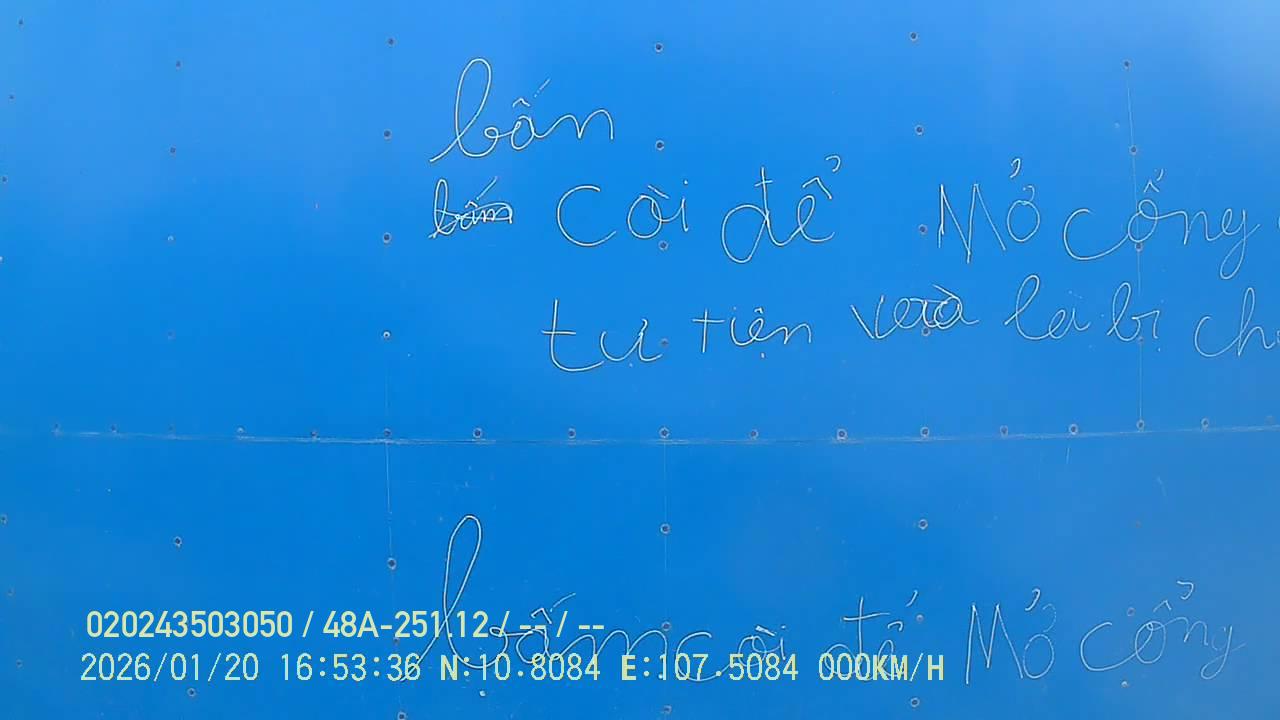 bấn
bấm còi để Mở cổng
tự tiện vào là bị
bấm còi để Mở cổng
020243503050 / 48A-251.12 / -- / --
2026/01/20 16:53:36 N:10.8084 E:107.5084 000KM/H